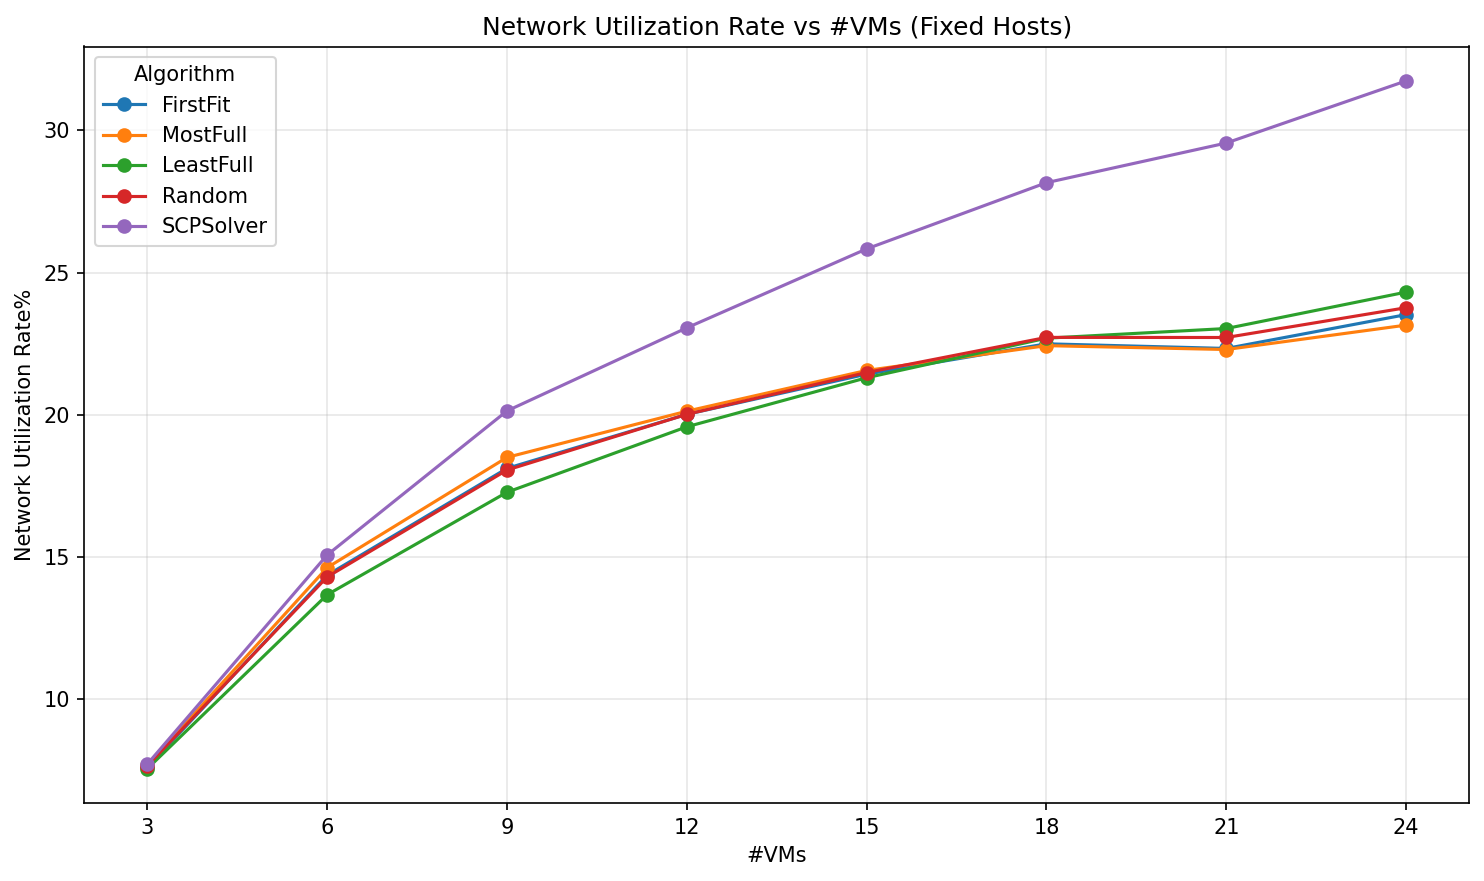 Network Utilization Rate vs #VMs (Fixed Hosts)
Algorithm
FirstFit
MostFull
LeastFull
Random
SCPSolver
Network Utilization Rate%
30
25
20
15
10
3 6 9 12 15 18 21 24
#VMs